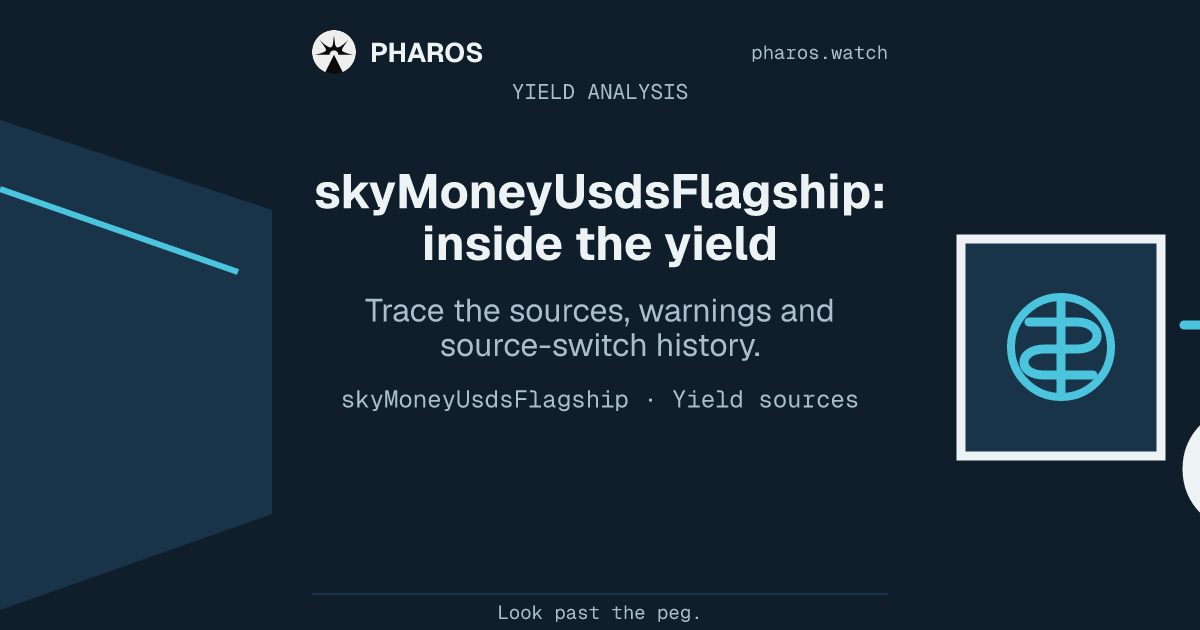 PHAROS
pharos.watch
YIELD ANALYSIS
skyMoneyUsdsFlagship:
inside the yield
Trace the sources, warnings and
source-switch history.
skyMoneyUsdsFlagship · Yield sources
Look past the peg.